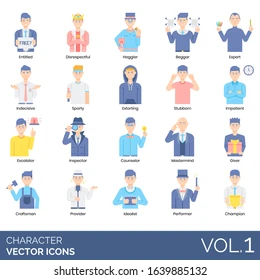 FREE!
Entitled
Disrespectful
Haggler
Beggar
Expert
Indecisive
Sporty
Extorting
Stubborn
Impatient
Escalator
Inspector
Counselor
Mastermind
Giver
Craftsman
Provider
Idealist
Performer
Champion
CHARACTER
VECTOR ICONS
VOL.1
shutterstock.com · 1639885132